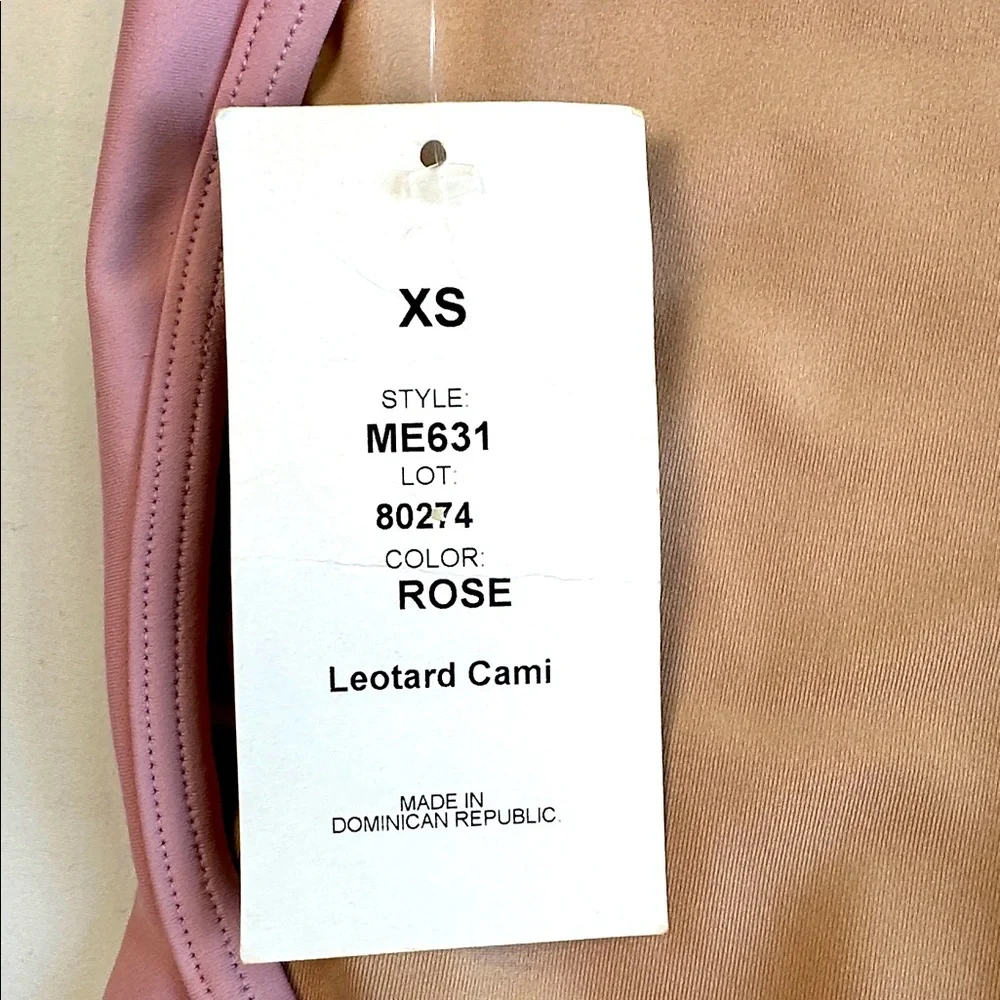 XS
STYLE:
ME631
LOT:
80274
COLOR:
ROSE
Leotard Cami
MADE IN
DOMINICAN REPUBLIC.